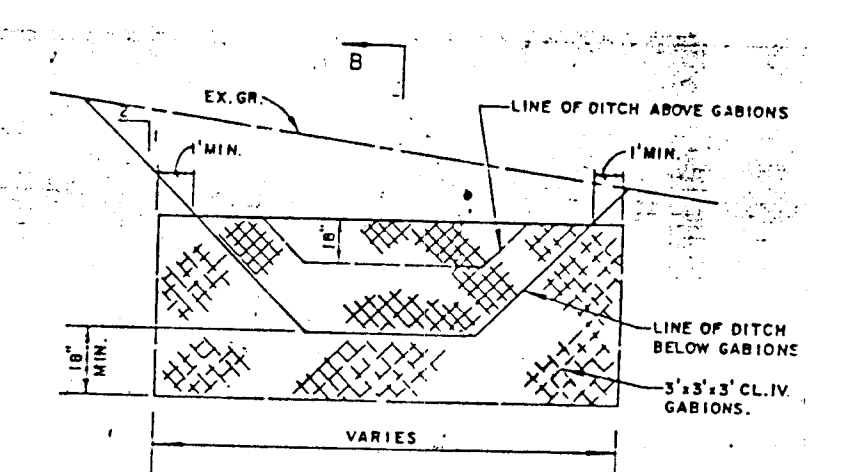 B
EX. GR.
LINE OF DITCH ABOVE GABIONS
2
1
1' MIN.
1' MIN.
18"
LINE OF DITCH
BELOW GABIONS
18"
MIN.
3'x3'x3' CL.IV.
GABIONS.
VARIES